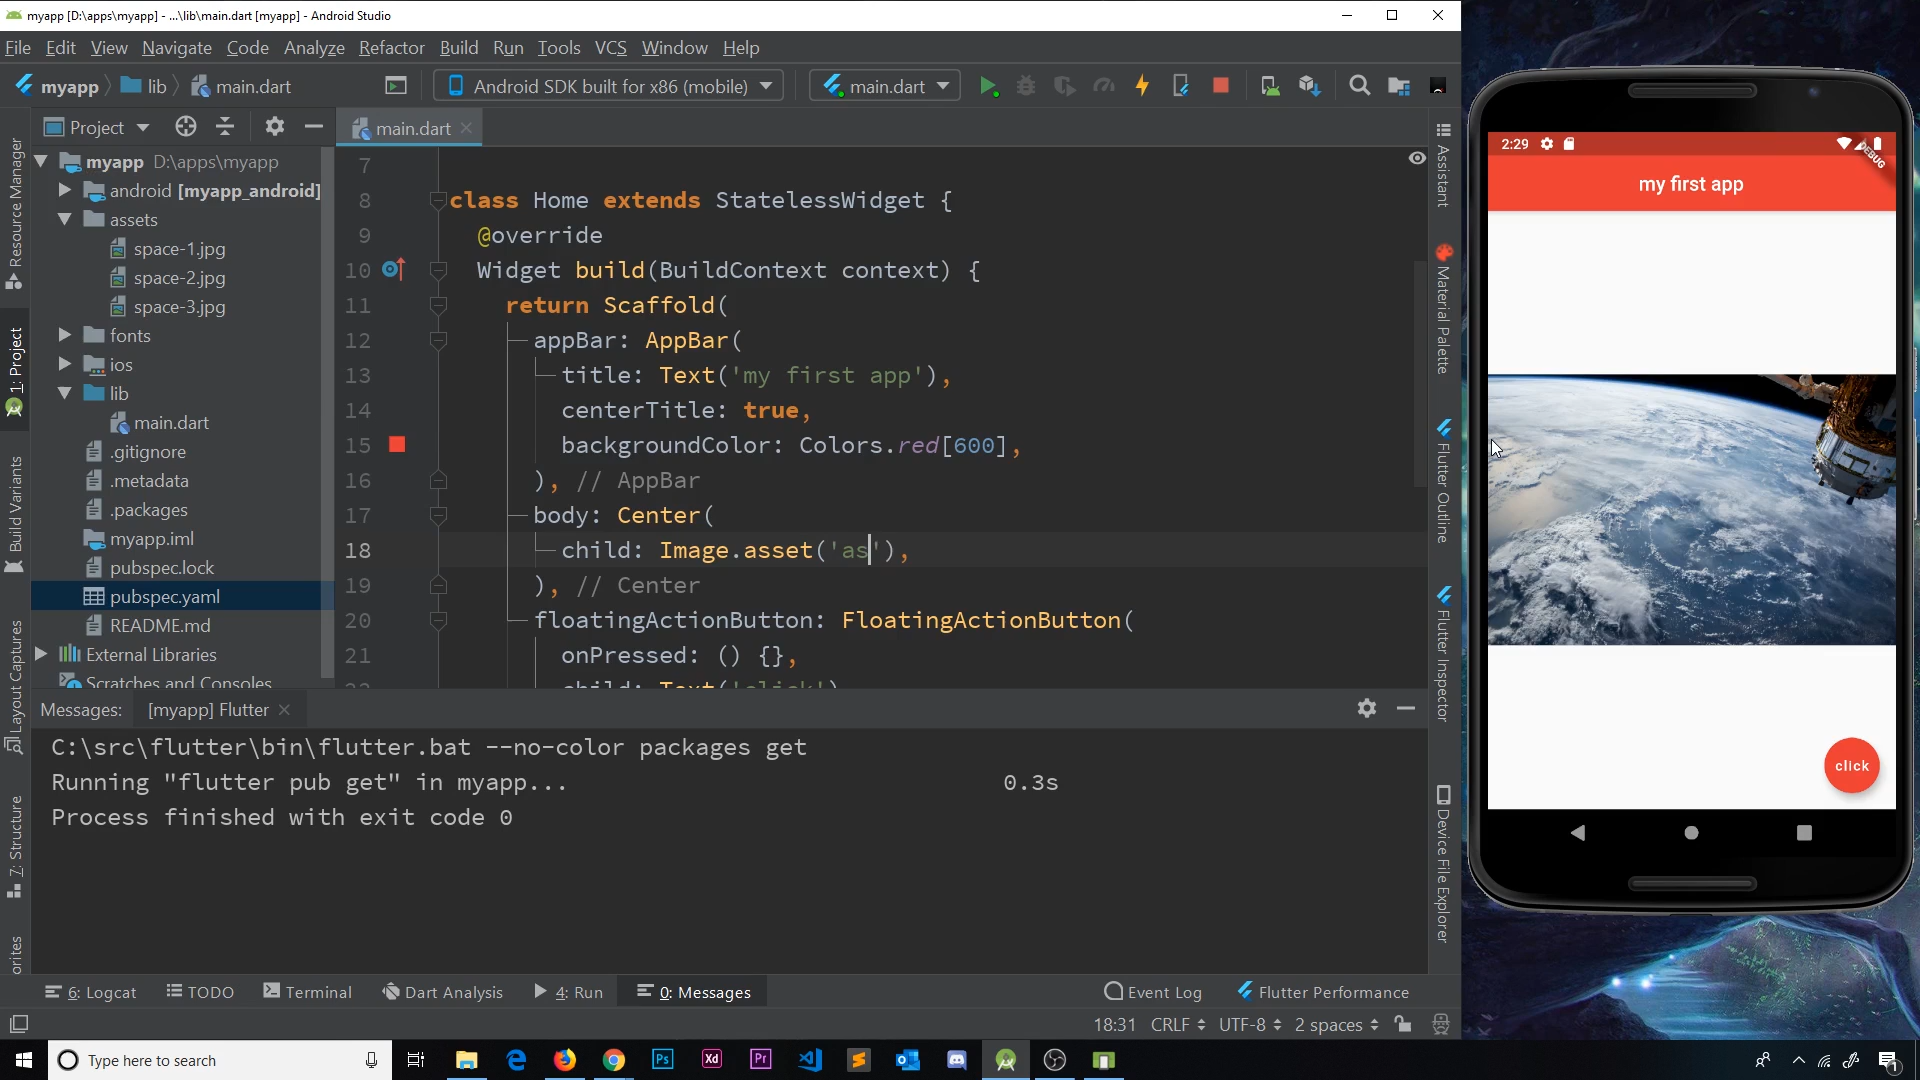 myapp [D:\apps\myapp] - ...\lib\main.dart [myapp] - Android Studio
File Edit View Navigate Code Analyze Refactor Build Run Tools VCS Window Help
myapp lib main.dart Android SDK built for x86 (mobile) main.dart
Project
main.dart
myapp D:\apps\myapp
android [myapp_android]
assets
space-1.jpg
space-2.jpg
space-3.jpg
fonts
ios
lib
main.dart
.gitignore
.metadata
.packages
myapp.iml
pubspec.lock
pubspec.yaml
README.md
External Libraries
Scratches and Consoles
Resource Manager
1: Project
Build Variants
Layout Captures
7: Structure
orites
7
8 class Home extends StatelessWidget {
9 @override
10 Widget build(BuildContext context) {
11 return Scaffold(
12 appBar: AppBar(
13 title: Text('my first app'),
14 centerTitle: true,
15 backgroundColor: Colors.red[600],
16 ), // AppBar
17 body: Center(
18 child: Image.asset('as'),
19 ), // Center
20 floatingActionButton: FloatingActionButton(
21 onPressed: () {},
22 child: Text('click')
Assistant
Material Palette
Flutter Outline
Flutter Inspector
Device File Explorer
Messages: [myapp] Flutter
C:\src\flutter\bin\flutter.bat --no-color packages get
Running "flutter pub get" in myapp... 0.3s
Process finished with exit code 0
6: Logcat TODO Terminal Dart Analysis 4: Run 0: Messages Event Log Flutter Performance
18:31 CRLF UTF-8 2 spaces
Type here to search
Ps Xd Pr
1
2:29
DEBUG
my first app
click